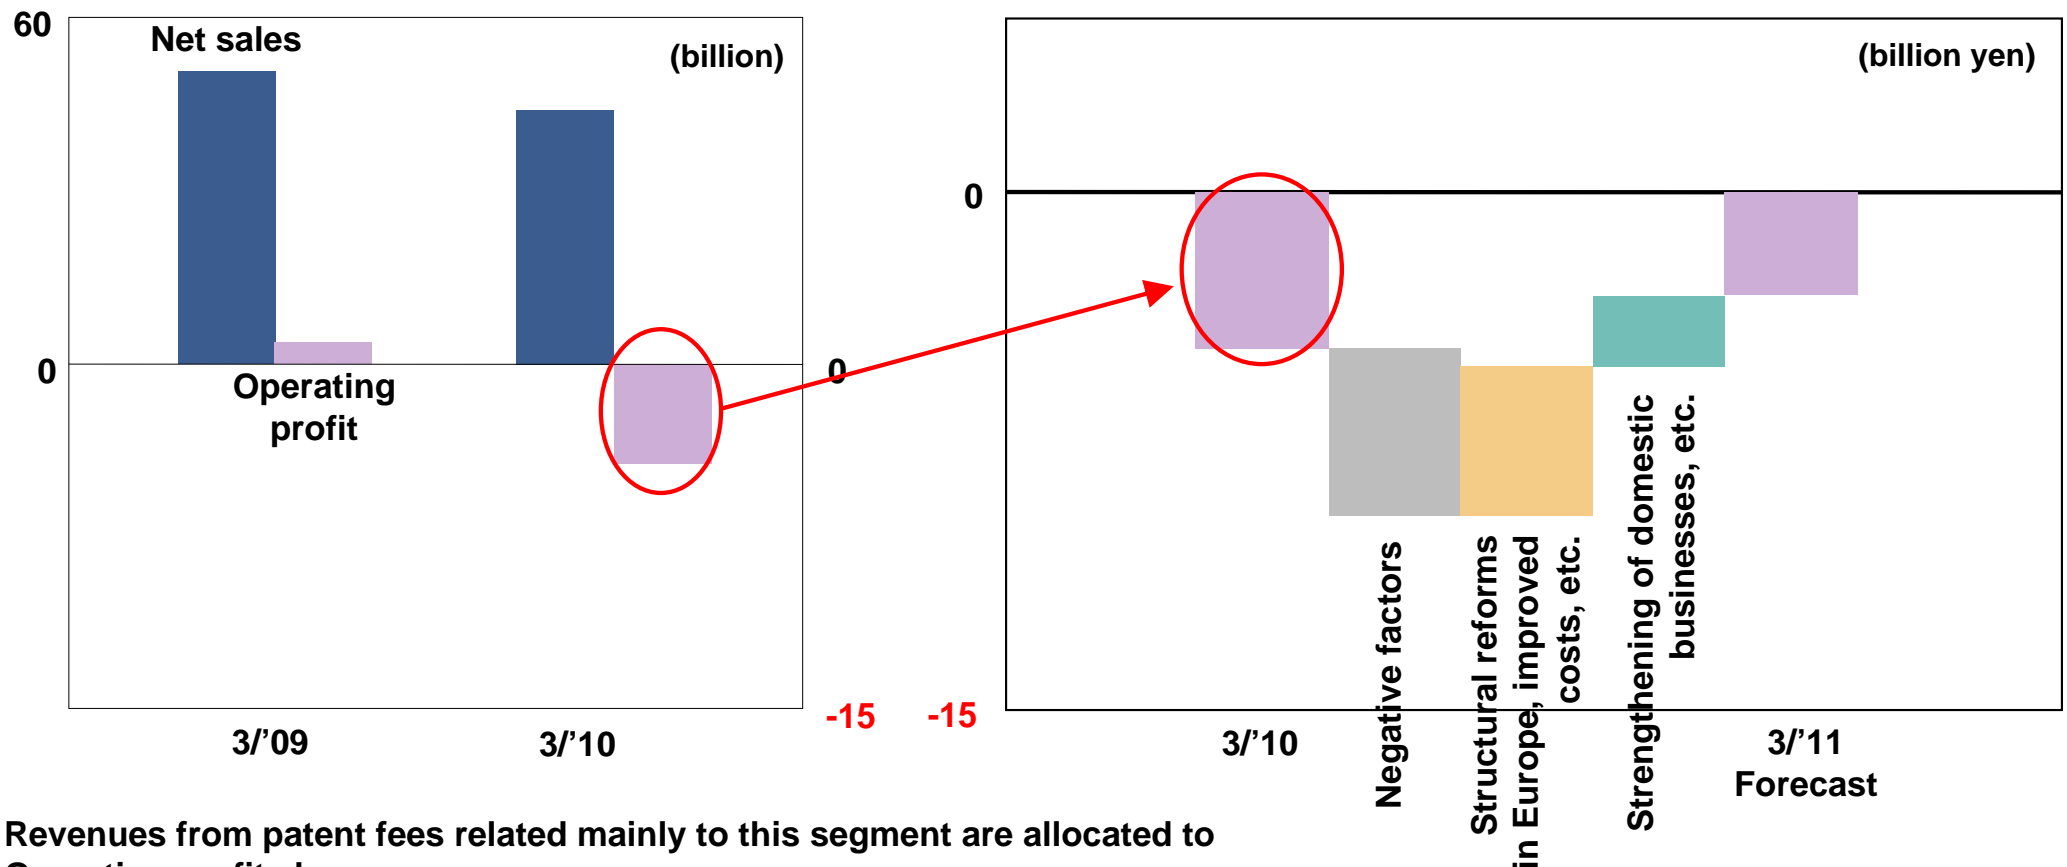 60
Net sales
(billion)
0
Operating
profit
0
-15
3/’09
3/’10
(billion yen)
0
-15
3/’10
Negative factors
Structural reforms
in Europe, improved
costs, etc.
Strengthening of domestic
businesses, etc.
3/’11
Forecast
Revenues from patent fees related mainly to this segment are allocated to